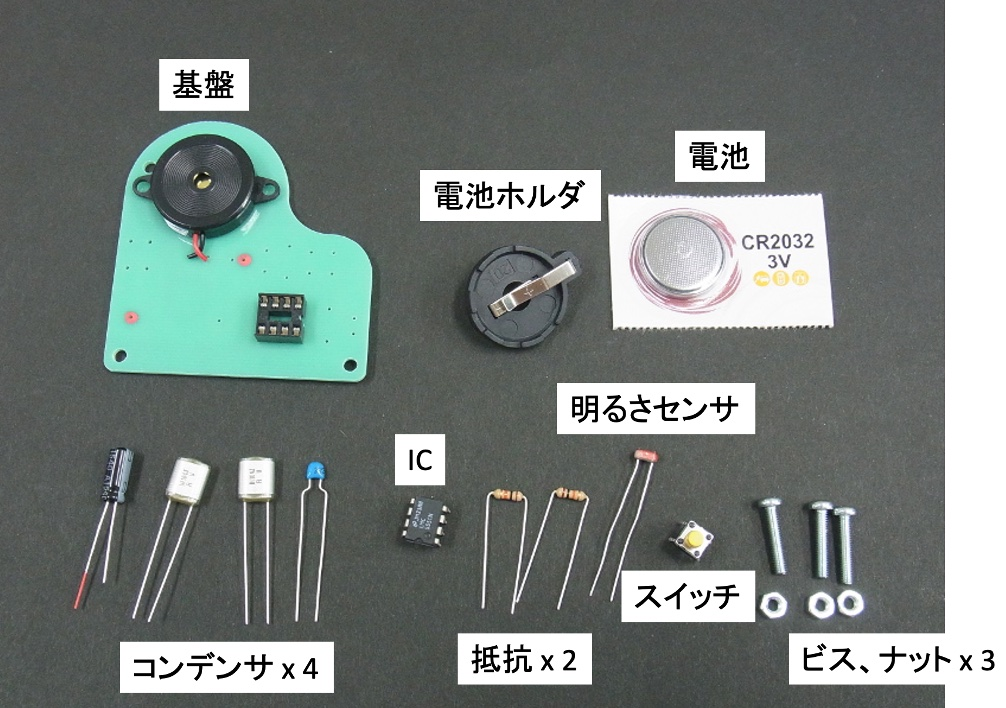 基盤
電池
電池ホルダ
CR2032
3V
明るさセンサ
IC
スイッチ
コンデンサ x 4
抵抗 x 2
ビス、ナット x 3